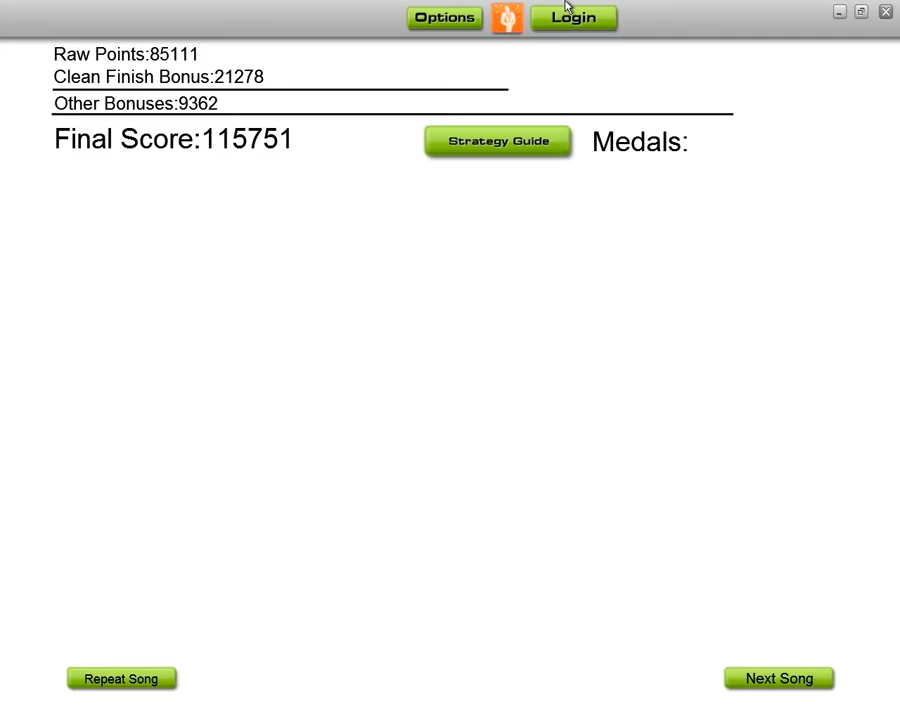 Options Login
Raw Points:85111
Clean Finish Bonus:21278
Other Bonuses:9362
Final Score:115751 Strategy Guide Medals:
Repeat Song Next Song